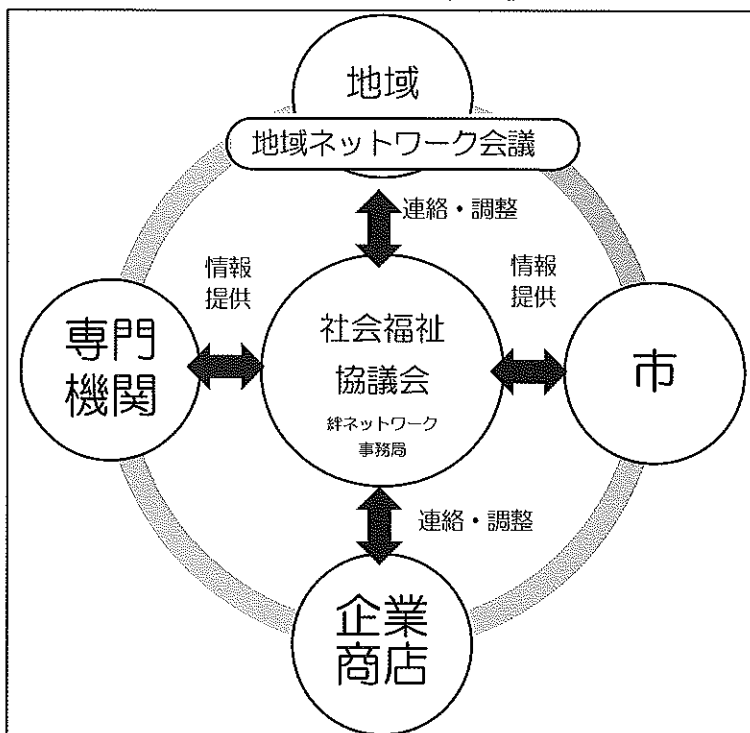 地域
地域ネットワーク会議
連絡・調整
情報
提供
情報
提供
専門
機関
社会福祉
協議会
絆ネットワーク
事務局
市
連絡・調整
企業
商店